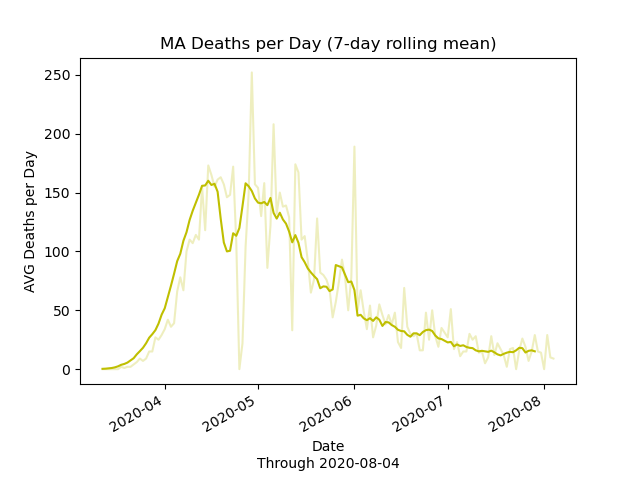 MA Deaths per Day (7-day rolling mean)
AVG Deaths per Day
250
200
150
100
50
0
2020-04
2020-05
2020-06
2020-07
2020-08
Date
Through 2020-08-04